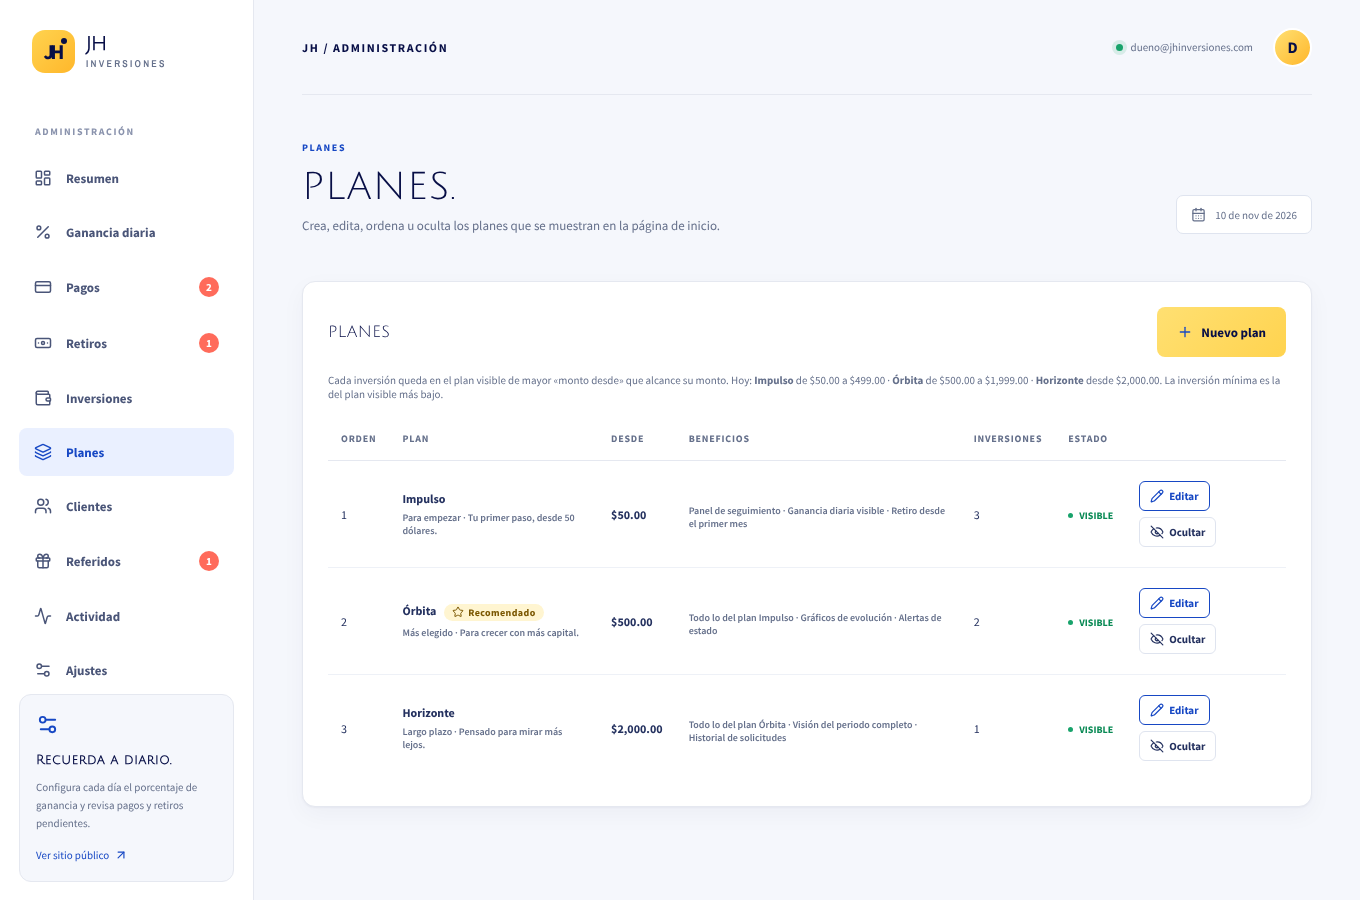 JH
JH
INVERSIONES
ADMINISTRACIÓN
Resumen
Ganancia diaria
Pagos 2
Retiros 1
Inversiones
Planes
Clientes
Referidos 1
Actividad
Ajustes
RECUERDA A DIARIO.
Configura cada día el porcentaje de
ganancia y revisa pagos y retiros
pendientes.
Ver sitio público
JH / ADMINISTRACIÓN
dueno@jhinversiones.com
D
PLANES
PLANES.
Crea, edita, ordena u oculta los planes que se muestran en la página de inicio.
10 de nov de 2026
PLANES
Nuevo plan
Cada inversión queda en el plan visible de mayor «monto desde» que alcance su monto. Hoy: Impulso de $50.00 a $499.00 · Órbita de $500.00 a $1,999.00 · Horizonte desde $2,000.00. La inversión mínima es la
del plan visible más bajo.
ORDEN PLAN DESDE BENEFICIOS INVERSIONES ESTADO
1
Impulso
Para empezar · Tu primer paso, desde 50
dólares.
$50.00
Panel de seguimiento · Ganancia diaria visible · Retiro desde
el primer mes
3
VISIBLE
Editar
Ocultar
2
Órbita Recomendado
Más elegido · Para crecer con más capital.
$500.00
Todo lo del plan Impulso · Gráficos de evolución · Alertas de
estado
2
VISIBLE
Editar
Ocultar
3
Horizonte
Largo plazo · Pensado para mirar más
lejos.
$2,000.00
Todo lo del plan Órbita · Visión del periodo completo ·
Historial de solicitudes
1
VISIBLE
Editar
Ocultar